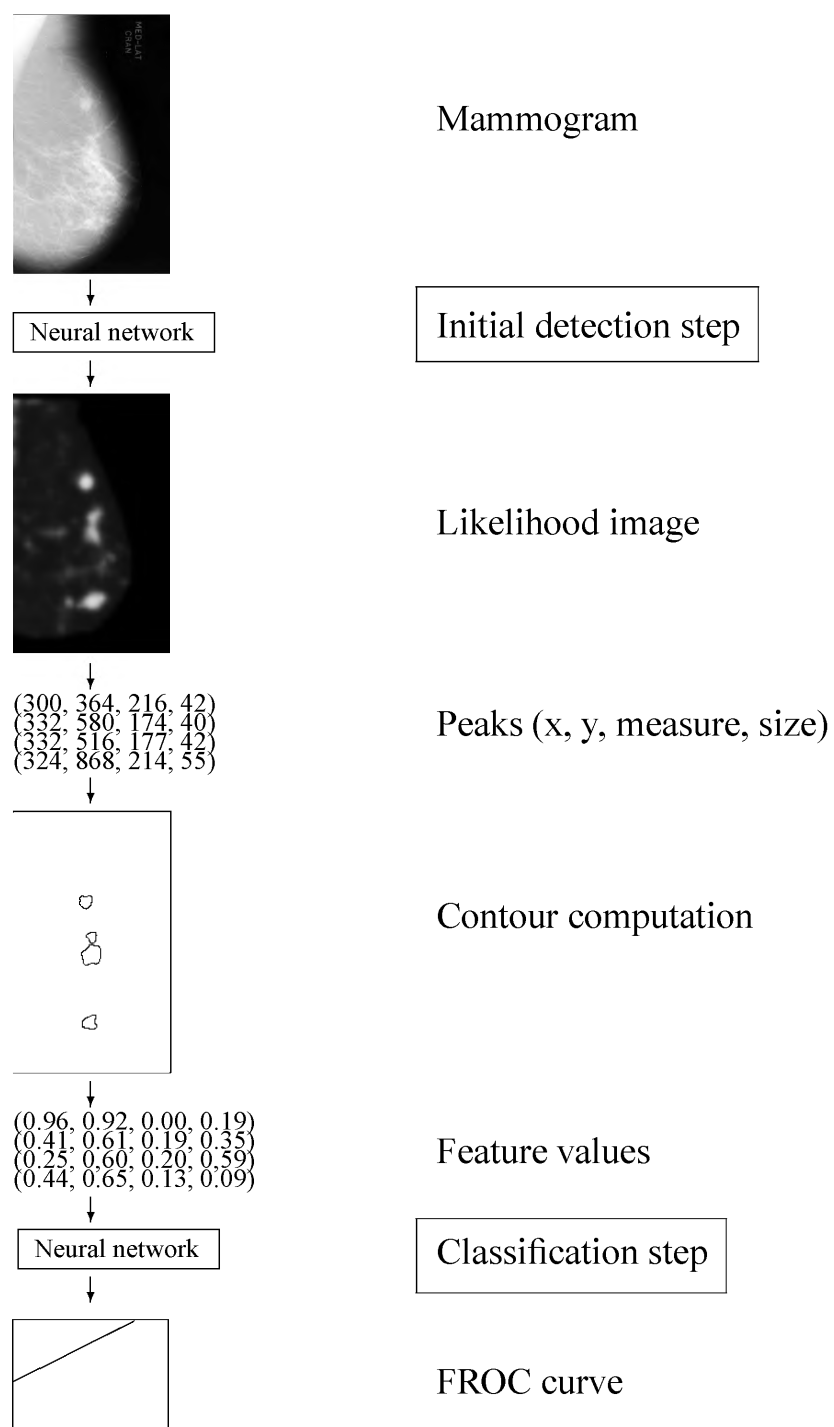 MED-LAT
CRAN
Mammogram
Neural network
Initial detection step
Likelihood image
(300, 364, 216, 42)
(332, 580, 174, 40)
(332, 516, 177, 42)
(324, 868, 214, 55)
Peaks (x, y, measure, size)
Contour computation
(0.96, 0.92, 0.00, 0.19)
(0.41, 0.61, 0.19, 0.35)
(0.25, 0.60, 0.20, 0.59)
(0.44, 0.65, 0.13, 0.09)
Feature values
Neural network
Classification step
FROC curve